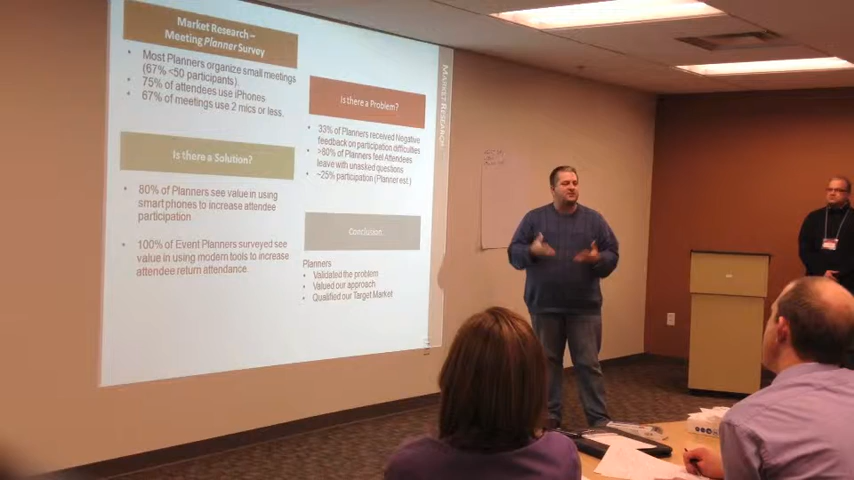 Market Research –
Meeting Planner Survey
• Most Planners organize small meetings
(67% <50 participants)
• 75% of attendees use iPhones
• 67% of meetings use 2 mics or less.
Is there a Solution?
• 80% of Planners see value in using
smart phones to increase attendee
participation
• 100% of Event Planners surveyed see
value in using modern tools to increase
attendee return attendance.
Is there a Problem?
• 33% of Planners received Negative
feedback on participation difficulties
• >80% of Planners feel Attendees
leave with unasked questions
• ~25% participation (Planner est.)
Conclusion:
Planners
• Validated the problem
• Valued our approach
• Qualified our Target Market
MARKET RESEARCH